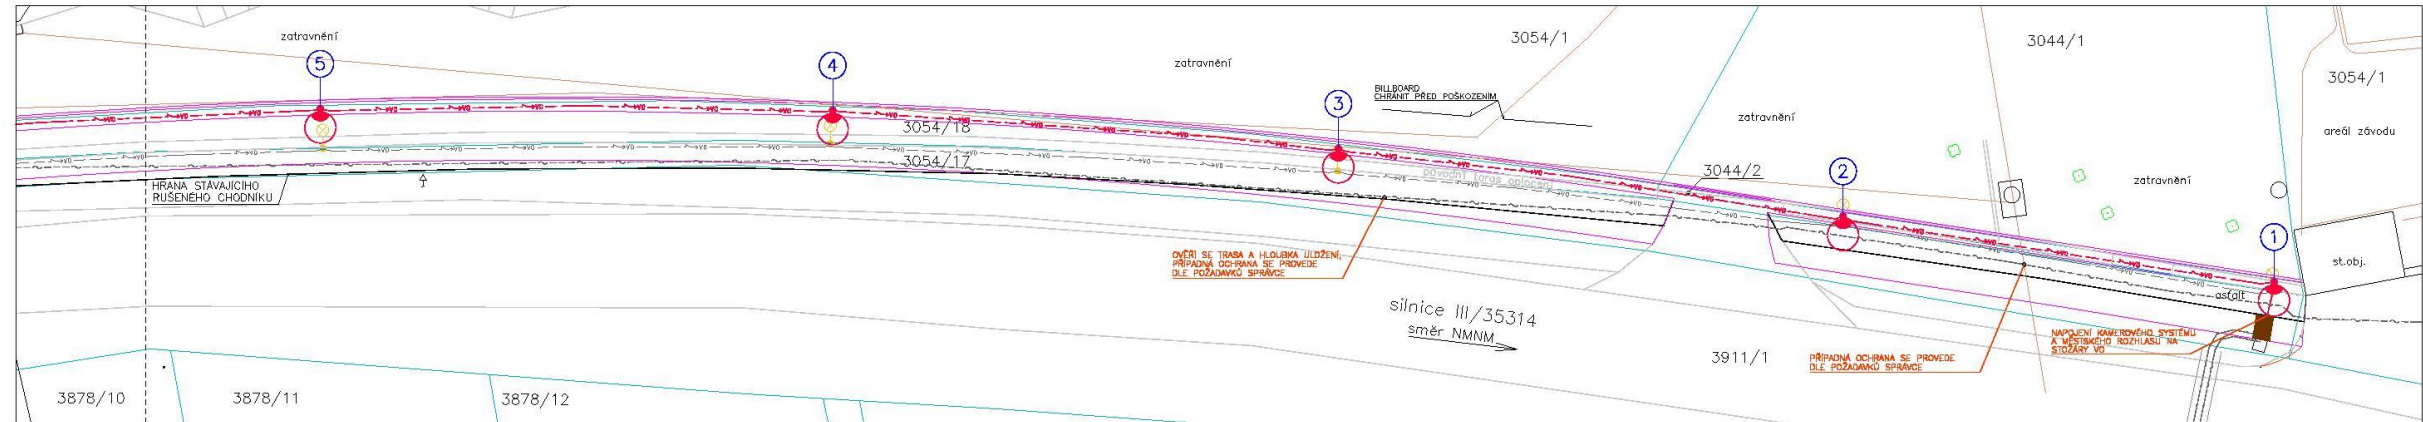 zatravnění
5
4
zatravnění
3
BILLBOARD
CHRÁNIT PŘED POŠKOZENÍM
3054/1
zatravnění
3044/1
3054/1
areál závodu
3054/18
3054/17
původní
oplocení
3044/2
2
zatravnění
1
st.obj.
asfalt
HRANA STÁVAJÍCÍHO
RUŠENÉHO CHODNÍKU
OVĚŘÍ SE TRASA A HLOUBKA ULOŽENÍ,
PŘÍPADNÁ OCHRANA SE PROVEDE
DLE POŽADAVKŮ SPRÁVCE
silnice III/35314
směr NMNM
3911/1
PŘÍPADNÁ OCHRANA SE PROVEDE
DLE POŽADAVKŮ SPRÁVCE
NAPOJENÍ KAMEROVÉHO SYSTÉMU
A MĚSTSKÉHO ROZHLASU NA
STOŽÁRY VO
3878/10
3878/11
3878/12